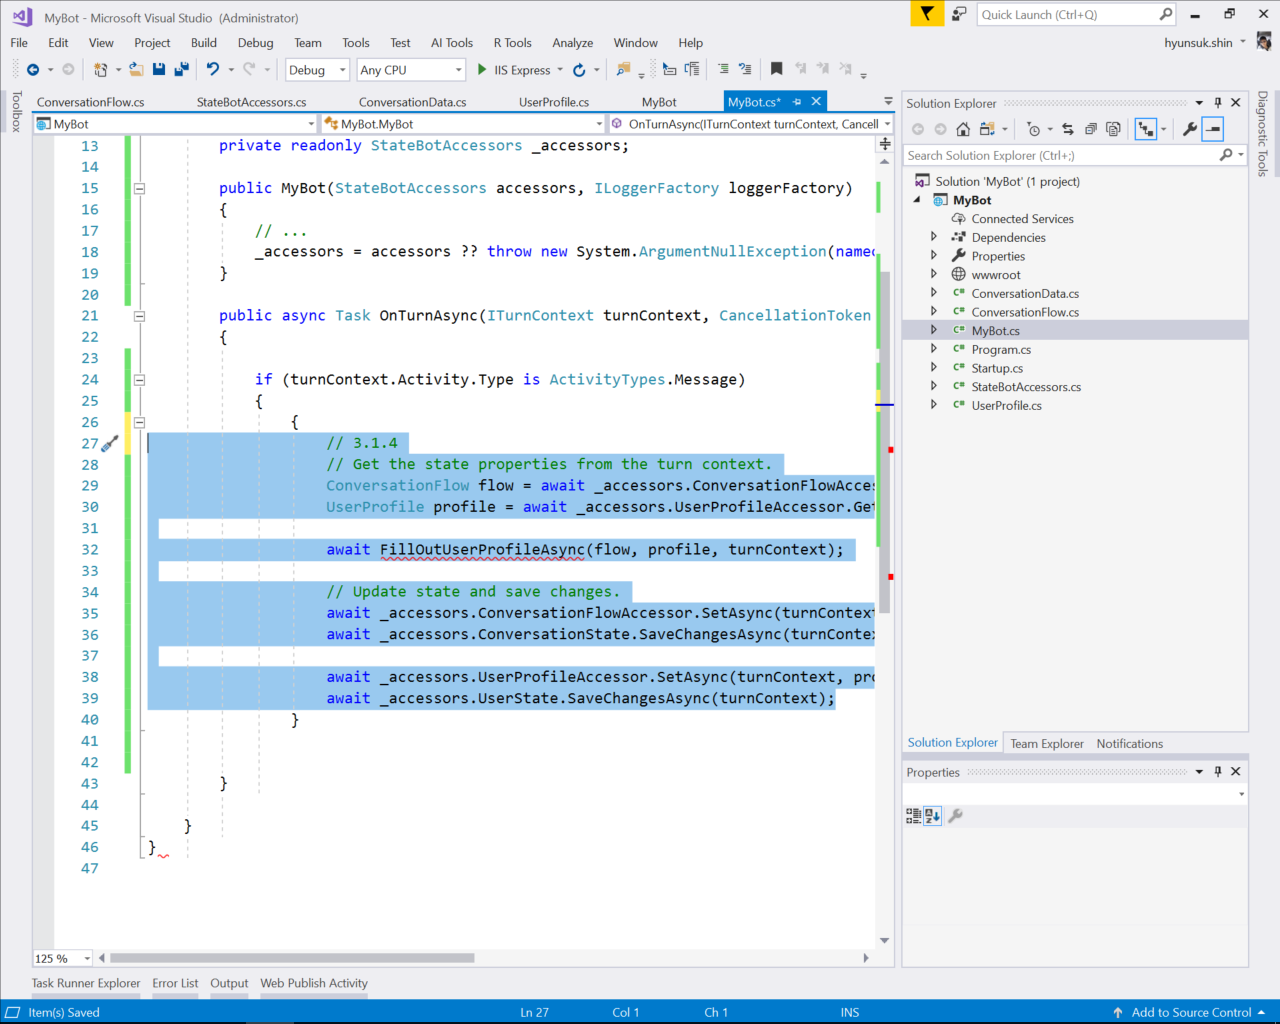 MyBot - Microsoft Visual Studio (Administrator)
Quick Launch (Ctrl+Q)
File Edit View Project Build Debug Team Tools Test AI Tools R Tools Analyze Window Help
hyunsuk.shin
Debug Any CPU IIS Express
Toolbox
ConversationFlow.cs StateBotAccessors.cs ConversationData.cs UserProfile.cs MyBot MyBot.cs*
MyBot MyBot.MyBot OnTurnAsync(ITurnContext turnContext, Cancell
13 private readonly StateBotAccessors _accessors;
14
15 public MyBot(StateBotAccessors accessors, ILoggerFactory loggerFactory)
16 {
17 // ...
18 _accessors = accessors ?? throw new System.ArgumentNullException(name
19 }
20
21 public async Task OnTurnAsync(ITurnContext turnContext, CancellationToken
22 {
23
24 if (turnContext.Activity.Type is ActivityTypes.Message)
25 {
26 {
27 // 3.1.4
28 // Get the state properties from the turn context.
29 ConversationFlow flow = await _accessors.ConversationFlowAcces
30 UserProfile profile = await _accessors.UserProfileAccessor.Get
31
32 await FillOutUserProfileAsync(flow, profile, turnContext);
33
34 // Update state and save changes.
35 await _accessors.ConversationFlowAccessor.SetAsync(turnContext
36 await _accessors.ConversationState.SaveChangesAsync(turnContex
37
38 await _accessors.UserProfileAccessor.SetAsync(turnContext, pro
39 await _accessors.UserState.SaveChangesAsync(turnContext);
40 }
41
42
43 }
44
45 }
46 }
47
125 %
Task Runner Explorer Error List Output Web Publish Activity
Item(s) Saved Ln 27 Col 1 Ch 1 INS Add to Source Control
Solution Explorer
Search Solution Explorer (Ctrl+;)
Solution 'MyBot' (1 project)
MyBot
Connected Services
Dependencies
Properties
wwwroot
C# ConversationData.cs
C# ConversationFlow.cs
C# MyBot.cs
C# Program.cs
C# Startup.cs
C# StateBotAccessors.cs
C# UserProfile.cs
Solution Explorer Team Explorer Notifications
Properties
Diagnostic Tools